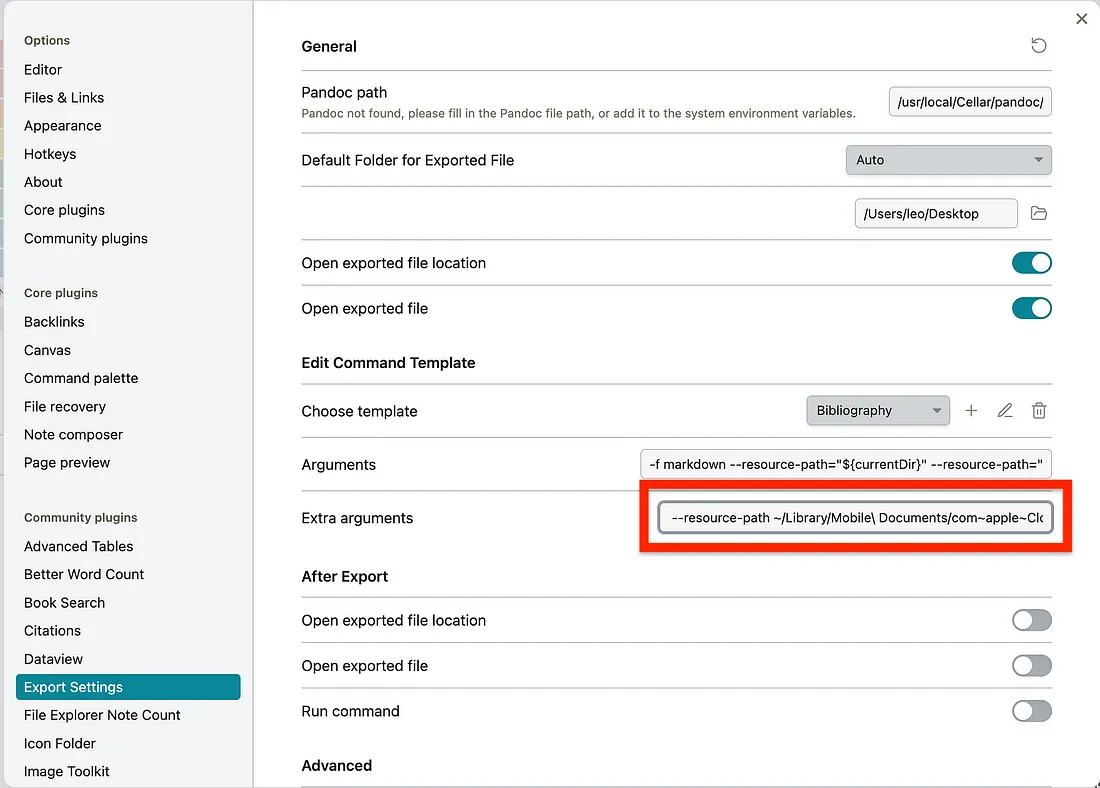 Options
Editor
Files & Links
Appearance
Hotkeys
About
Core plugins
Community plugins
Core plugins
Backlinks
Canvas
Command palette
File recovery
Note composer
Page preview
Community plugins
Advanced Tables
Better Word Count
Book Search
Citations
Dataview
Export Settings
File Explorer Note Count
Icon Folder
Image Toolkit
General
Pandoc path
Pandoc not found, please fill in the Pandoc file path, or add it to the system environment variables.
/usr/local/Cellar/pandoc/
Default Folder for Exported File
Auto
/Users/leo/Desktop
Open exported file location
Open exported file
Edit Command Template
Choose template
Bibliography
Arguments
-f markdown --resource-path="${currentDir}" --resource-path="
Extra arguments
--resource-path ~/Library/Mobile\ Documents/com~apple~Clo
After Export
Open exported file location
Open exported file
Run command
Advanced